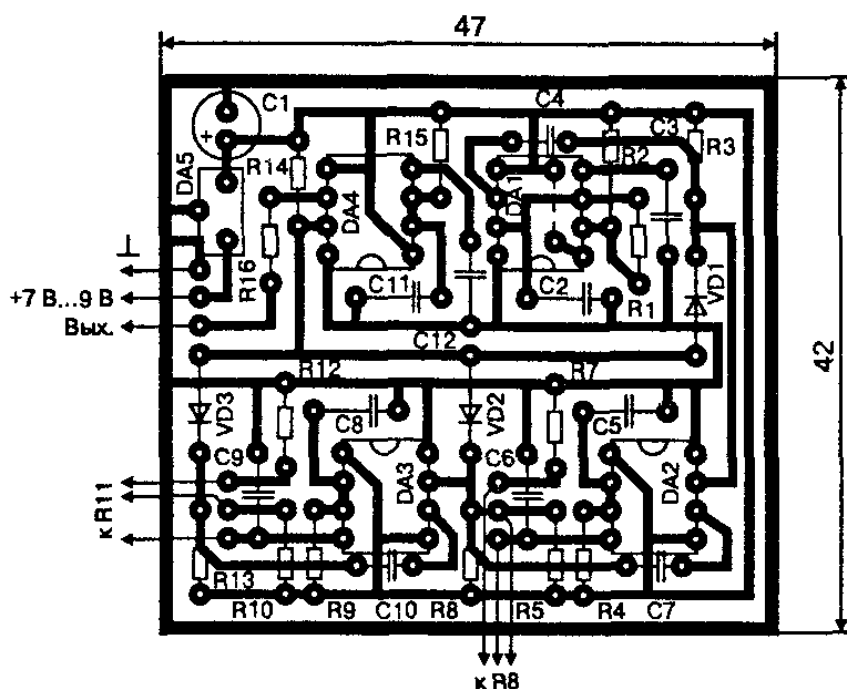 47
C1
C4
R15
C3
R3
R14
R2
DA5
DA4
DA1
⊥
+7 В...9 В
Вых.
R16
C11
C2
R1
VD1
C12
42
R12
R7
VD3
C8
VD2
C5
C9
DA3
C6
DA2
к R11
R13
R10
R9
C10
R8
R5
R4
C7
к R8